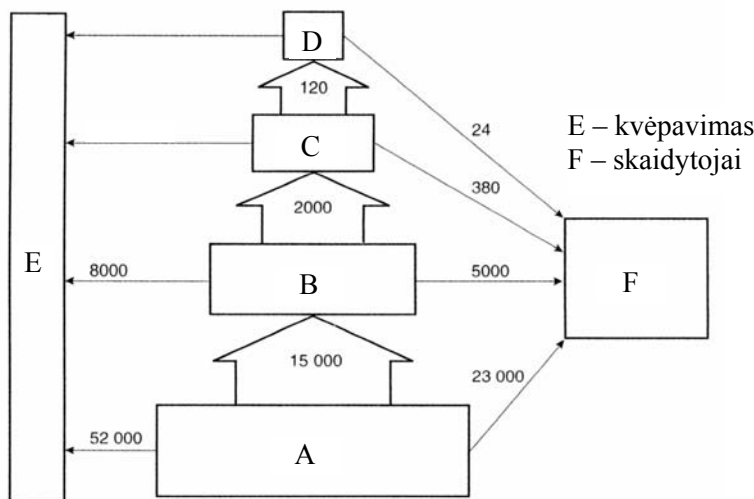 D
120
24
E – kvėpavimas
F – skaidytojai
C
380
2000
E
8000
B
5000
F
15 000
23 000
52 000
A